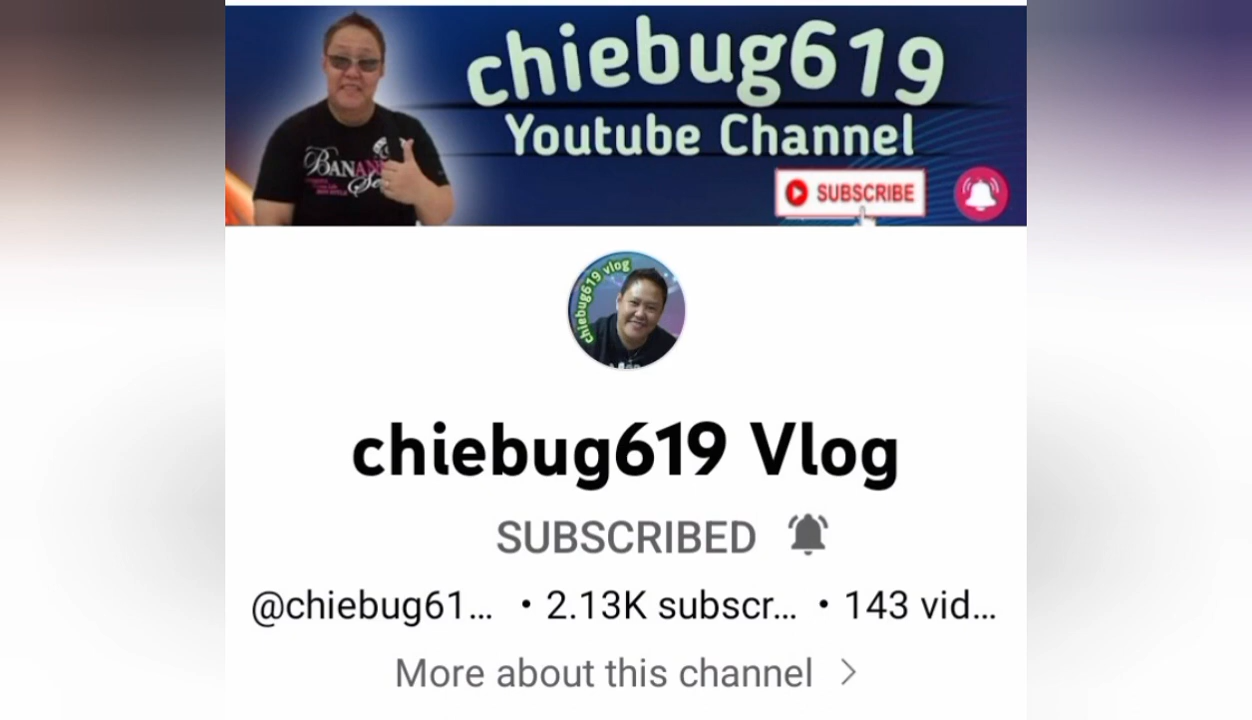 chiebug619
Youtube Channel
SUBSCRIBE
chiebug619 vlog
chiebug619 Vlog
SUBSCRIBED
@chiebug61... • 2.13K subscr... • 143 vid...
More about this channel